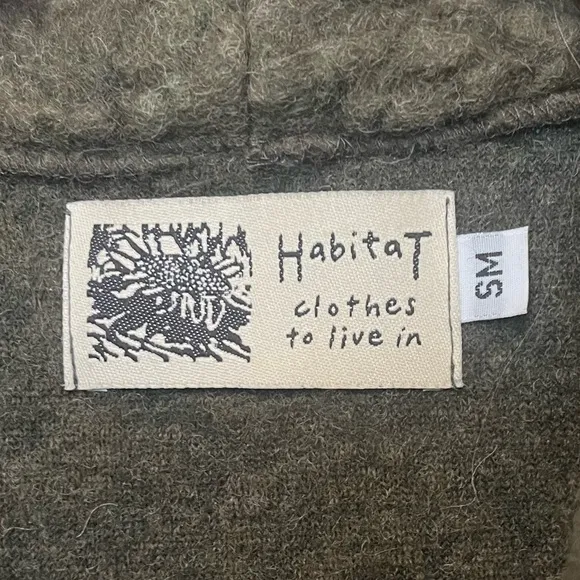 HabitaT
clothes
to live in
SM